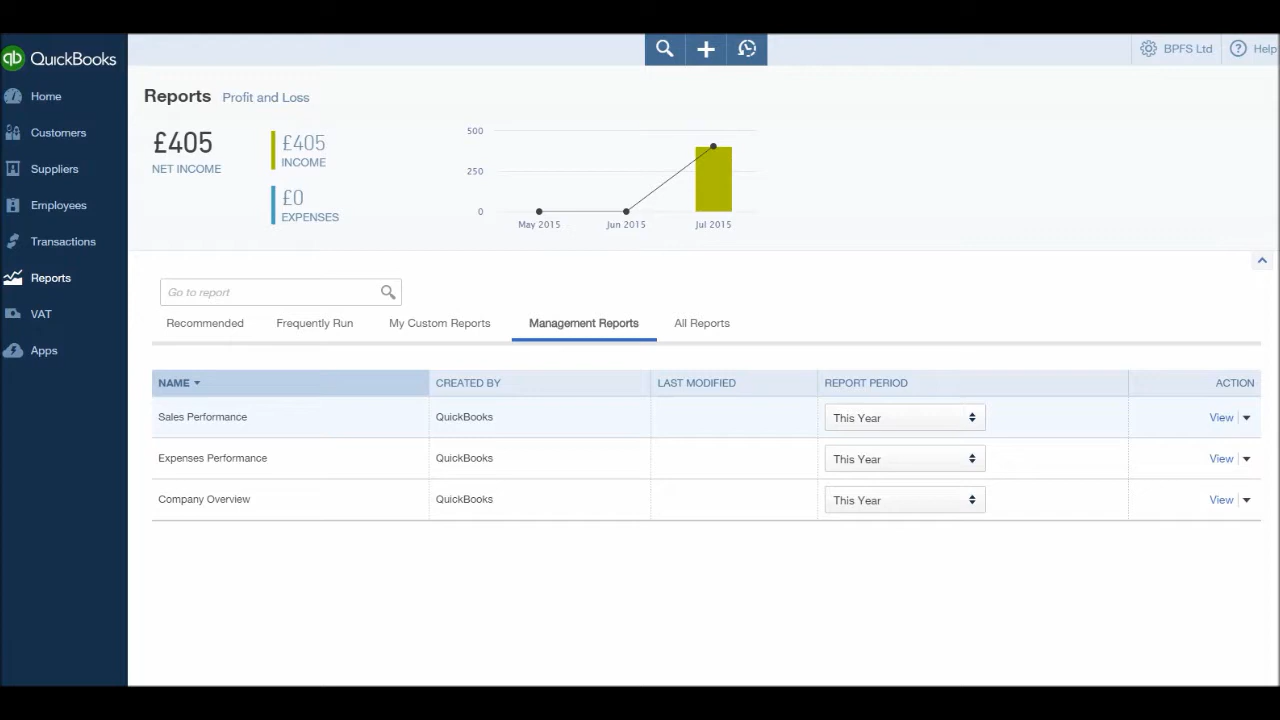 qb QuickBooks
BPFS Ltd
Help
Home
Customers
Suppliers
Employees
Transactions
Reports
VAT
Apps
Reports Profit and Loss
£405
NET INCOME
£405
INCOME
£0
EXPENSES
500
250
0
May 2015 Jun 2015 Jul 2015
Go to report
Recommended Frequently Run My Custom Reports Management Reports All Reports
NAME CREATED BY LAST MODIFIED REPORT PERIOD ACTION
Sales Performance QuickBooks This Year View
Expenses Performance QuickBooks This Year View
Company Overview QuickBooks This Year View